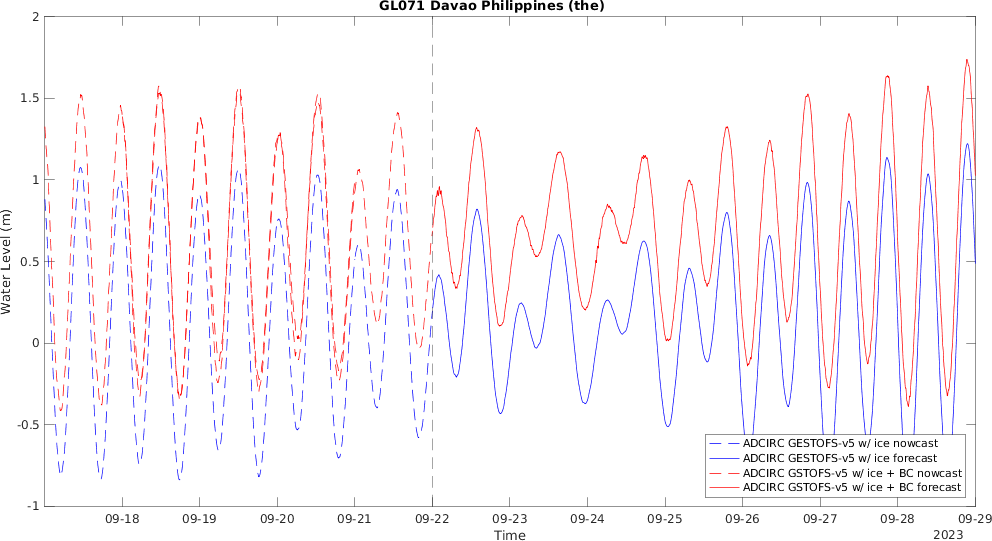 GL071 Davao Philippines (the)
2
1.5
1
0.5
0
-0.5
-1
Water Level (m)
ADCIRC GESTOFS-v5 w/ ice nowcast
ADCIRC GESTOFS-v5 w/ ice forecast
ADCIRC GSTOFS-v5 w/ ice + BC nowcast
ADCIRC GSTOFS-v5 w/ ice + BC forecast
09-18 09-19 09-20 09-21 09-22 09-23 09-24 09-25 09-26 09-27 09-28 09-29
Time
2023